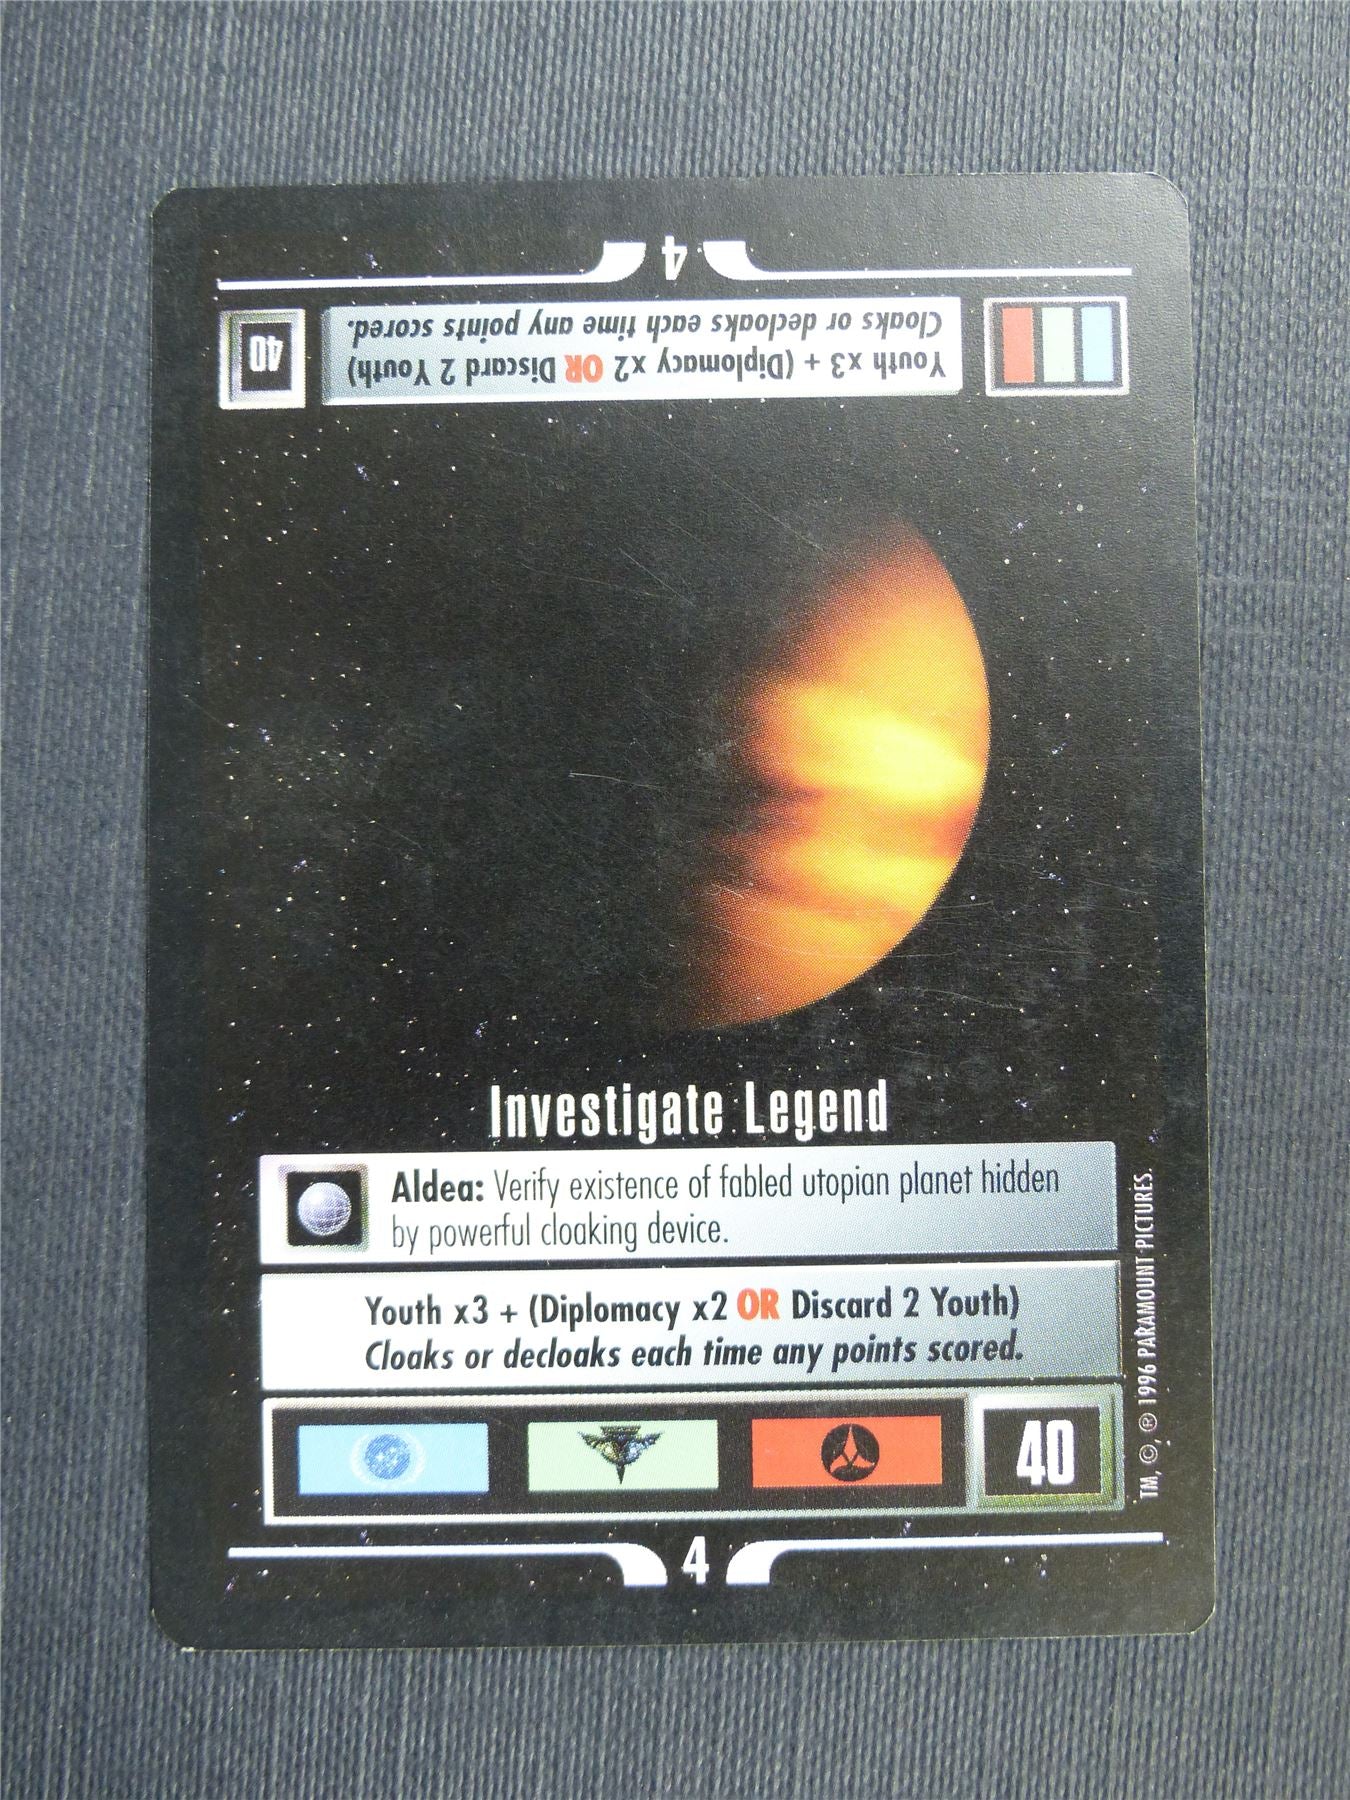 4
40
Youth x3 + (Diplomacy x2 OR Discard 2 Youth)
Cloaks or decloaks each time any points scored.
Investigate Legend
Aldea: Verify existence of fabled utopian planet hidden
by powerful cloaking device.
Youth x3 + (Diplomacy x2 OR Discard 2 Youth)
Cloaks or decloaks each time any points scored.
40
4
TM, ©, ® 1996 PARAMOUNT PICTURES.